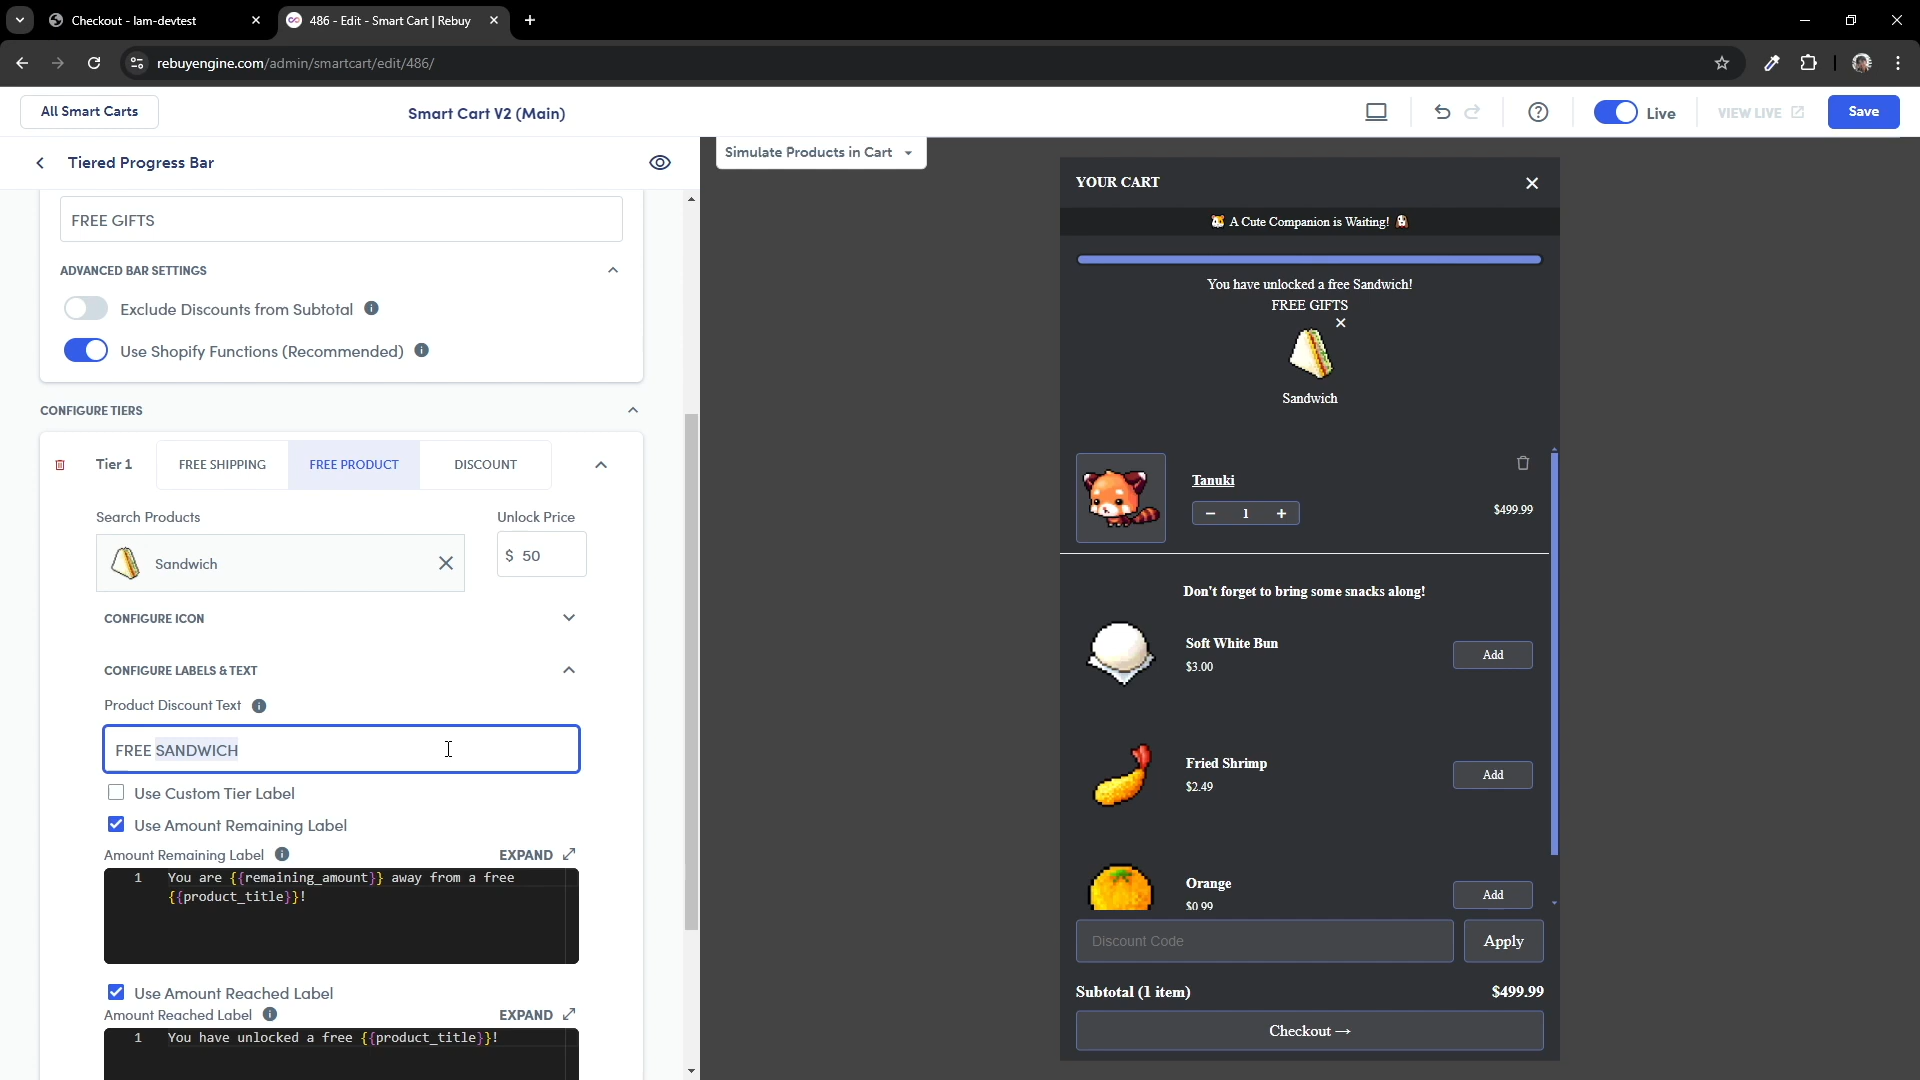 Checkout - lam-devtest
486 - Edit - Smart Cart | Rebuy
rebuyengine.com/admin/smartcart/edit/486/
All Smart Carts
Smart Cart V2 (Main)
Live
VIEW LIVE
Save
Tiered Progress Bar
FREE GIFTS
ADVANCED BAR SETTINGS
Exclude Discounts from Subtotal
Use Shopify Functions (Recommended)
CONFIGURE TIERS
Tier 1
FREE SHIPPING
FREE PRODUCT
DISCOUNT
Search Products
Unlock Price
Sandwich
$ 50
CONFIGURE ICON
CONFIGURE LABELS & TEXT
Product Discount Text
FREE SANDWICH
Use Custom Tier Label
Use Amount Remaining Label
Amount Remaining Label
EXPAND
1 You are {{remaining_amount}} away from a free
{{product_title}}!
Use Amount Reached Label
Amount Reached Label
EXPAND
1 You have unlocked a free {{product_title}}!
Simulate Products in Cart
YOUR CART
🐹 A Cute Companion is Waiting! 🐶
You have unlocked a free Sandwich!
FREE GIFTS
Sandwich
Tanuki
1
$499.99
Don't forget to bring some snacks along!
Soft White Bun
$3.00
Add
Fried Shrimp
$2.49
Add
Orange
$0.99
Add
Discount Code
Apply
Subtotal (1 item)
$499.99
Checkout →